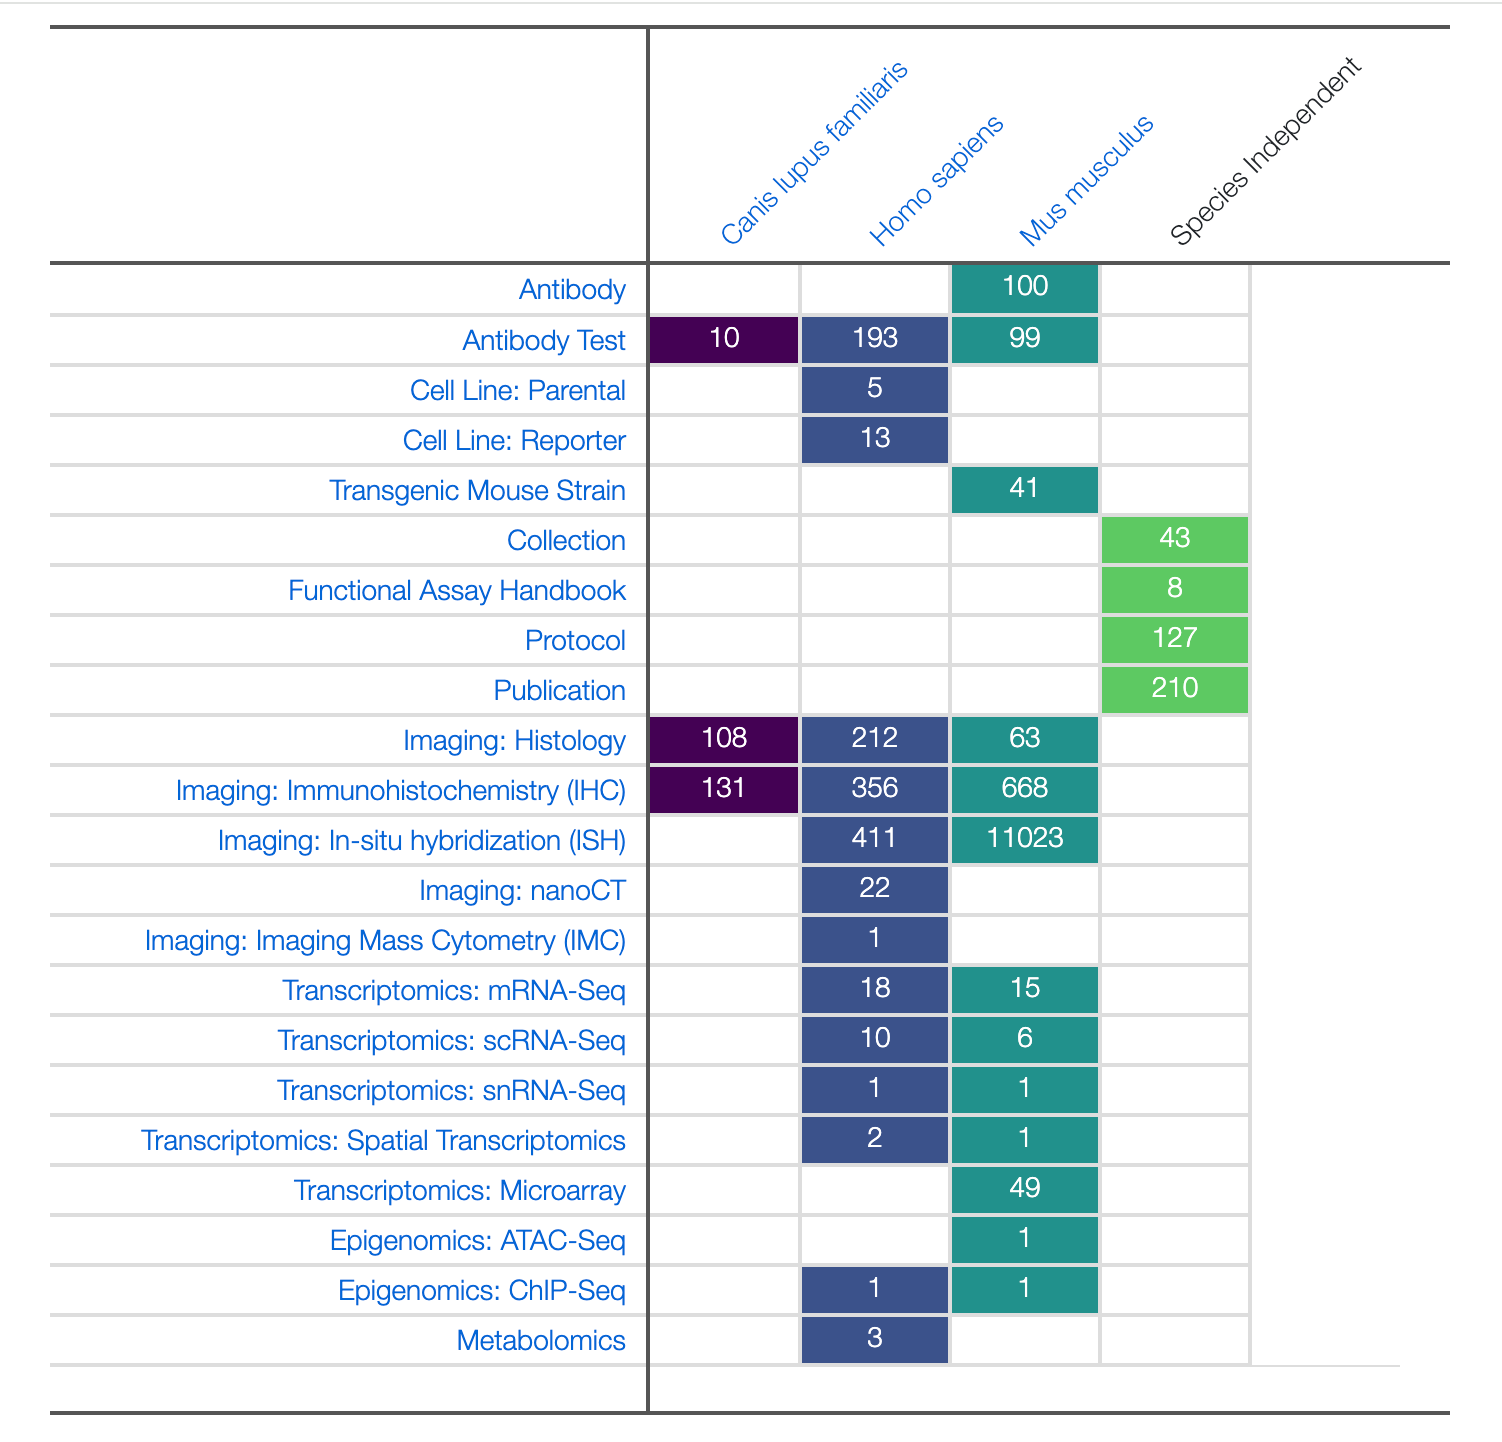 Canis lupus familiaris Homo sapiens Mus musculus Species Independent
Antibody 100
Antibody Test 10 193 99
Cell Line: Parental 5
Cell Line: Reporter 13
Transgenic Mouse Strain 41
Collection 43
Functional Assay Handbook 8
Protocol 127
Publication 210
Imaging: Histology 108 212 63
Imaging: Immunohistochemistry (IHC) 131 356 668
Imaging: In-situ hybridization (ISH) 411 11023
Imaging: nanoCT 22
Imaging: Imaging Mass Cytometry (IMC) 1
Transcriptomics: mRNA-Seq 18 15
Transcriptomics: scRNA-Seq 10 6
Transcriptomics: snRNA-Seq 1 1
Transcriptomics: Spatial Transcriptomics 2 1
Transcriptomics: Microarray 49
Epigenomics: ATAC-Seq 1
Epigenomics: ChIP-Seq 1 1
Metabolomics 3